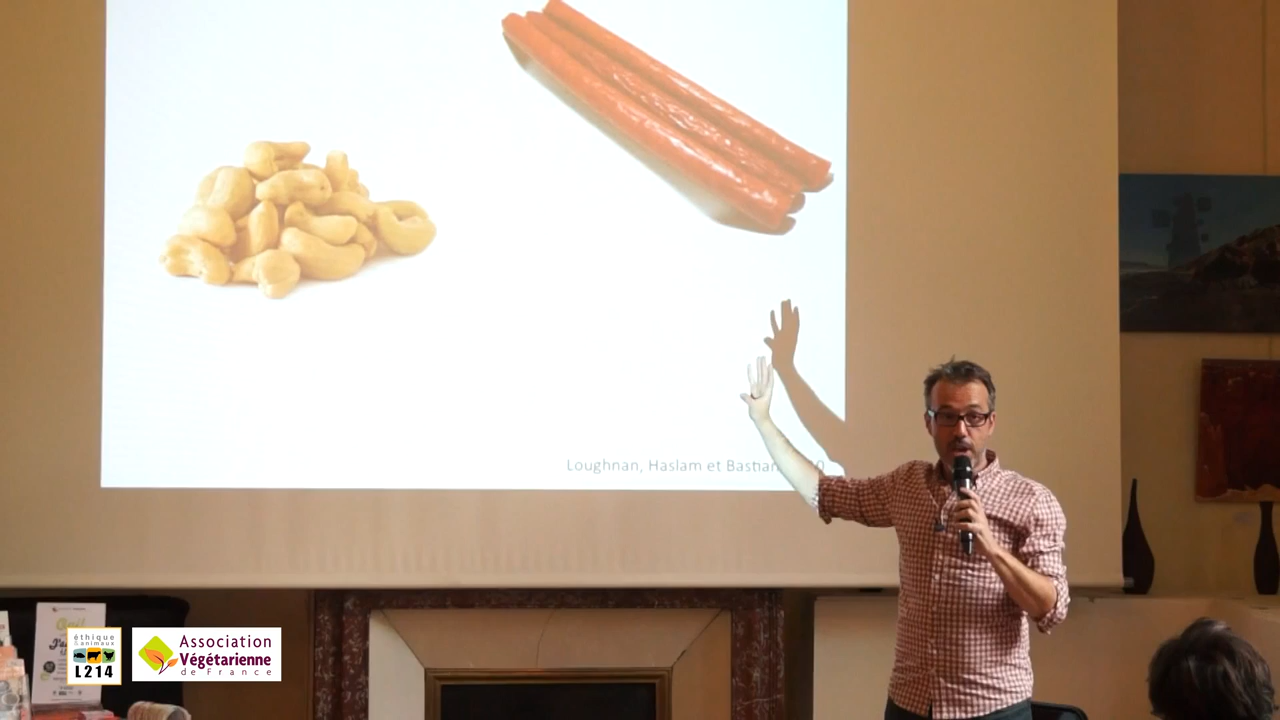 Loughnan, Haslam et Bastian
éthique
& animaux
L214
Association
Végétarienne
de France